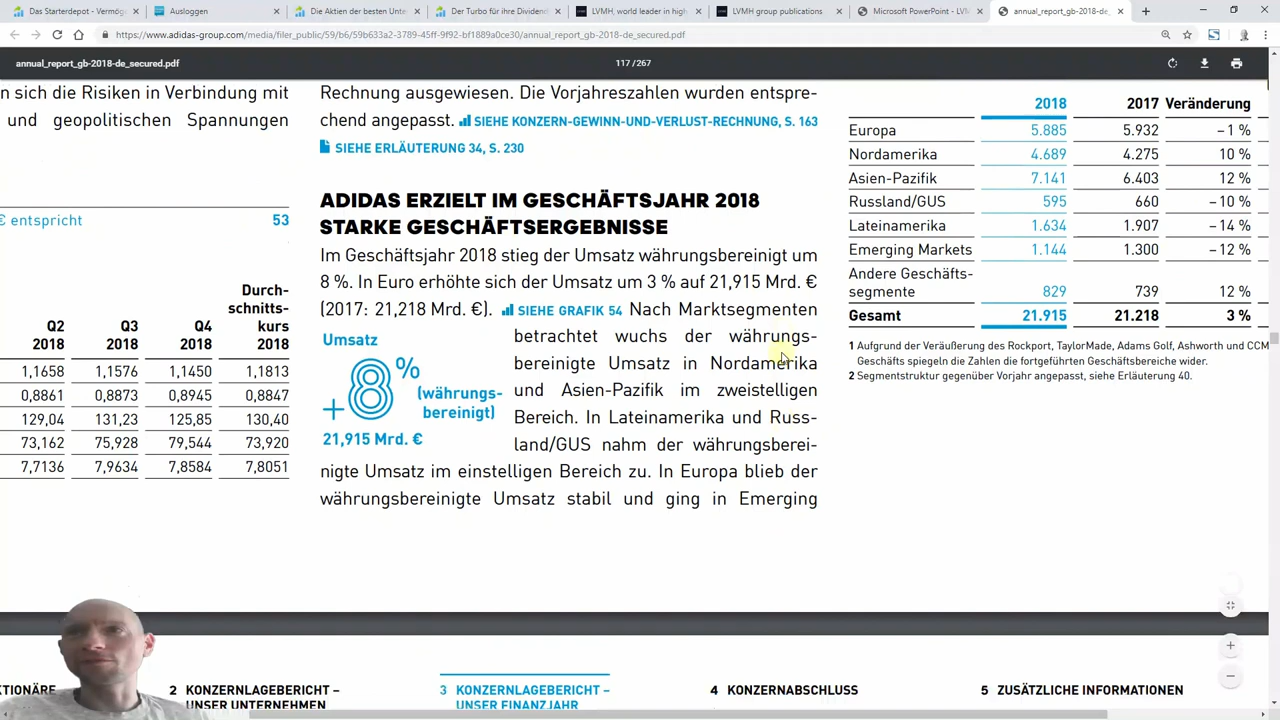 Das Starterdepot - Vermög
Ausloggen
Die Aktien der besten Unte
Der Turbo für ihre Dividend
LVMH, world leader in high
LVMH group publications
Microsoft PowerPoint - LVM
annual_report_gb-2018-de_
https://www.adidas-group.com/media/filer_public/59/b6/59b633a2-3789-45ff-9f92-bf1889a0ce30/annual_report_gb-2018-de_secured.pdf
annual_report_gb-2018-de_secured.pdf
117 / 267
n sich die Risiken in Verbindung mit
und geopolitischen Spannungen
€ entspricht 53
Durch-
schnitts-
Q2 Q3 Q4 kurs
2018 2018 2018 2018
1,1658 1,1576 1,1450 1,1813
0,8861 0,8873 0,8945 0,8847
129,04 131,23 125,85 130,40
73,162 75,928 79,544 73,920
7,7136 7,9634 7,8584 7,8051
Rechnung ausgewiesen. Die Vorjahreszahlen wurden entspre-
chend angepasst. SIEHE KONZERN-GEWINN-UND-VERLUST-RECHNUNG, S. 163
SIEHE ERLÄUTERUNG 34, S. 230
ADIDAS ERZIELT IM GESCHÄFTSJAHR 2018
STARKE GESCHÄFTSERGEBNISSE
Im Geschäftsjahr 2018 stieg der Umsatz währungsbereinigt um
8 %. In Euro erhöhte sich der Umsatz um 3 % auf 21,915 Mrd. €
(2017: 21,218 Mrd. €). SIEHE GRAFIK 54 Nach Marktsegmenten
betrachtet wuchs der währungs-
bereinigte Umsatz in Nordamerika
und Asien-Pazifik im zweistelligen
Bereich. In Lateinamerika und Russ-
land/GUS nahm der währungsberei-
nigte Umsatz im einstelligen Bereich zu. In Europa blieb der
währungsbereinigte Umsatz stabil und ging in Emerging
Umsatz
+8%
(währungs-
bereinigt)
21,915 Mrd. €
2018 2017 Veränderung
Europa 5.885 5.932 –1 %
Nordamerika 4.689 4.275 10 %
Asien-Pazifik 7.141 6.403 12 %
Russland/GUS 595 660 –10 %
Lateinamerika 1.634 1.907 –14 %
Emerging Markets 1.144 1.300 –12 %
Andere Geschäfts-
segmente 829 739 12 %
Gesamt 21.915 21.218 3 %
1 Aufgrund der Veräußerung des Rockport, TaylorMade, Adams Golf, Ashworth und CCM
Geschäfts spiegeln die Zahlen die fortgeführten Geschäftsbereiche wider.
2 Segmentstruktur gegenüber Vorjahr angepasst, siehe Erläuterung 40.
KTIONÄRE
2 KONZERNLAGEBERICHT –
UNSER UNTERNEHMEN
3 KONZERNLAGEBERICHT –
UNSER FINANZJAHR
4 KONZERNABSCHLUSS
5 ZUSÄTZLICHE INFORMATIONEN